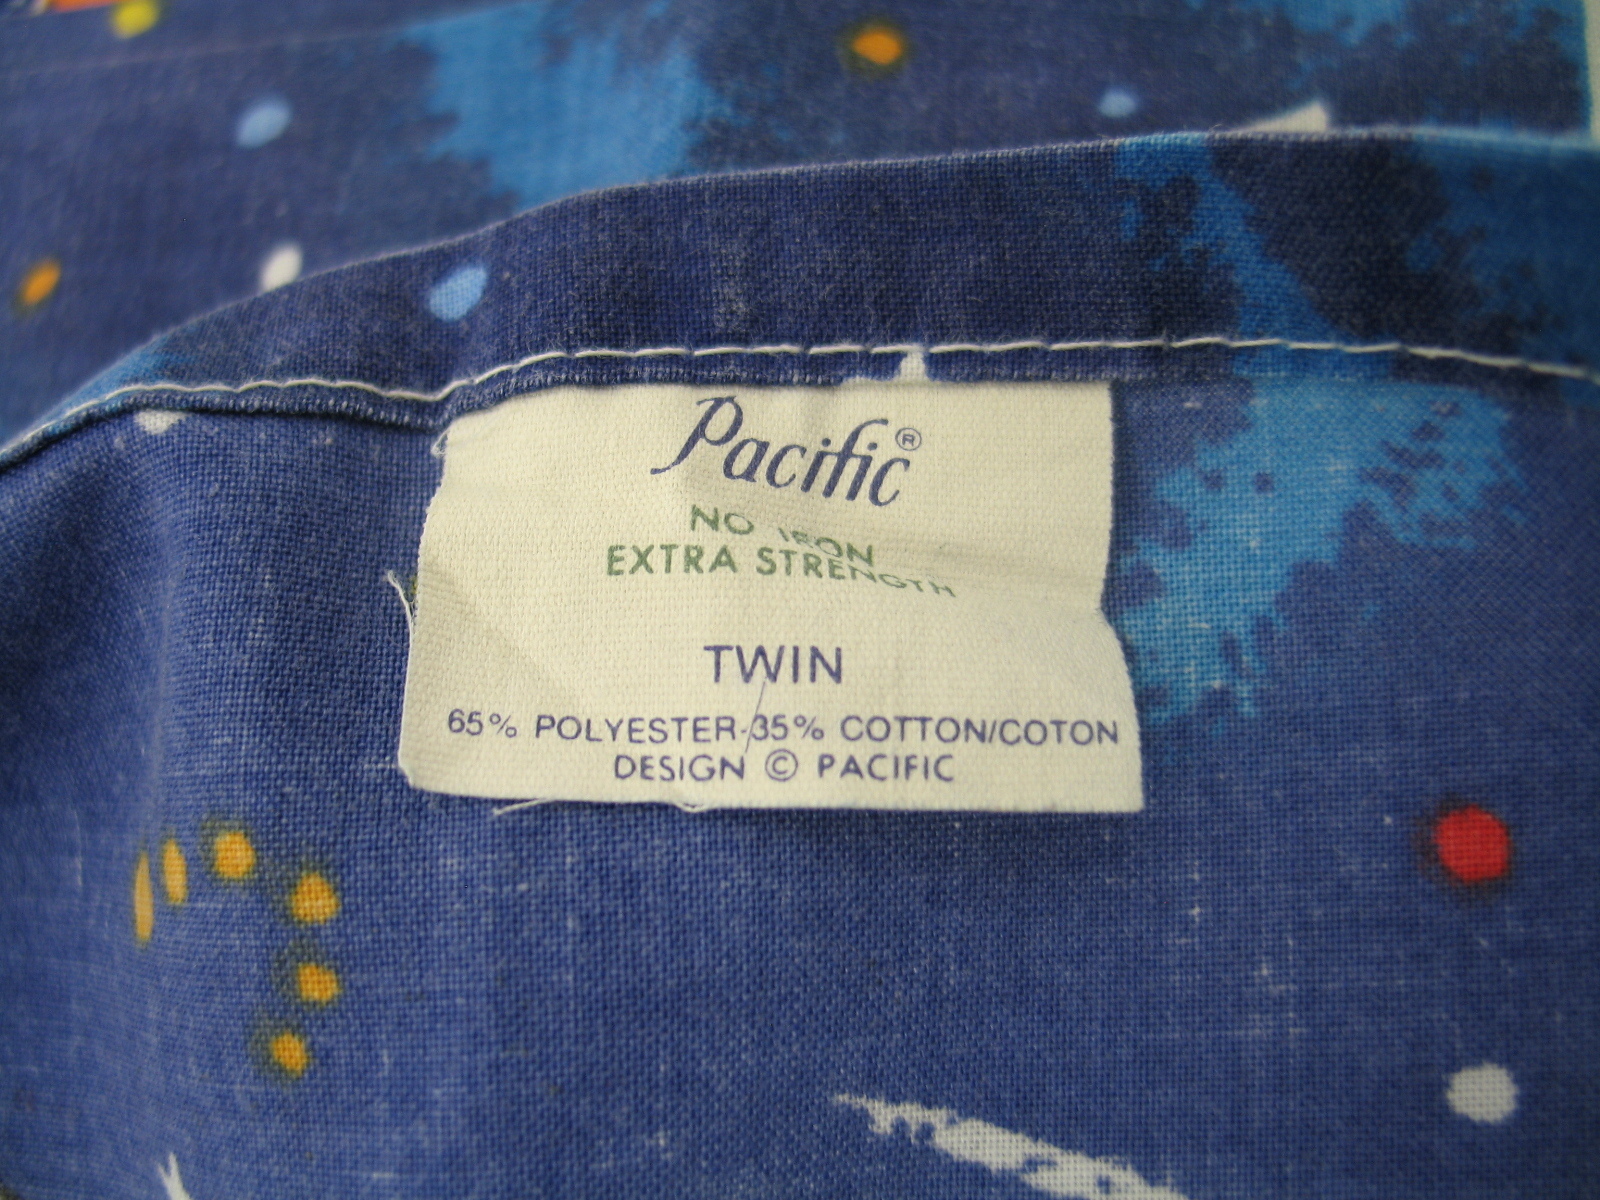 Pacific®
NO IRON
EXTRA STRENGTH
TWIN
65% POLYESTER-35% COTTON/COTON
DESIGN © PACIFIC